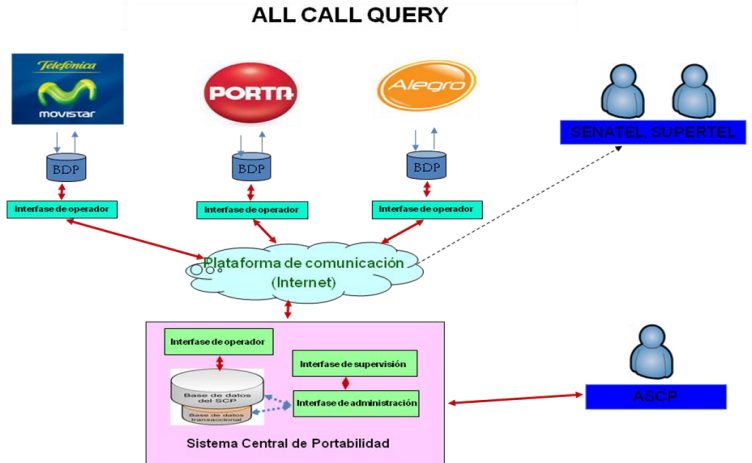 ALL CALL QUERY
Telefónica
movistar
PORTA
Alegro
SENATEL. SUPERTEL
BDP
BDP
BDP
Interfase de operador
Interfase de operador
Interfase de operador
Plataforma de comunicación
(Internet)
Interfase de operador
Interfase de supervisión
Base de datos
del SCP
Interfase de administración
Base de datos
transaccional
ASCP
Sistema Central de Portabilidad